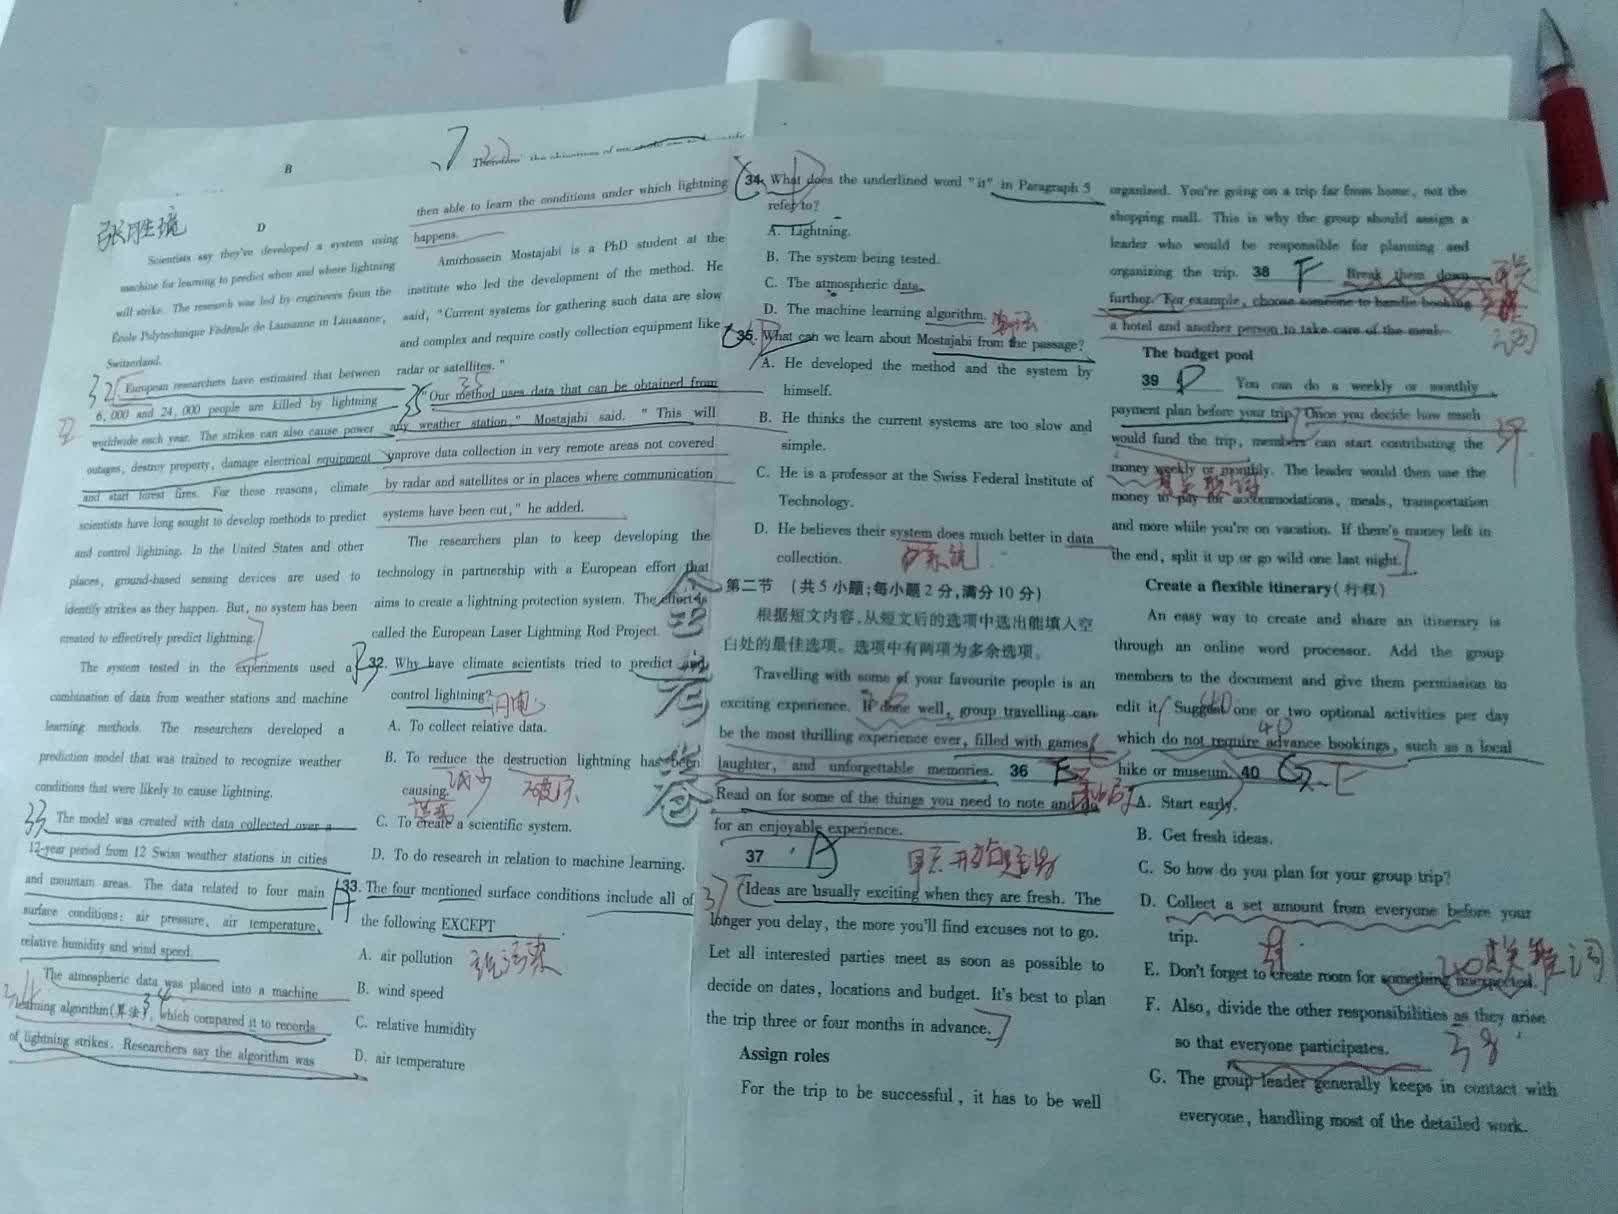 B
Therefore
张胜境
D
Scientists say they've developed a system using
machine for learning to predict when and where lightning
will strike. The research was led by engineers from the
École Polytechnique Fédérale de Lausanne in Lausanne,
Switzerland.
32
European researchers have estimated that between
6,000 and 24,000 people are killed by lightning
worldwide each year. The strikes can also cause power
outages, destroy property, damage electrical equipment
and start forest fires. For these reasons, climate
scientists have long sought to develop methods to predict
and control lightning. In the United States and other
places, ground-based sensing devices are used to
identify strikes as they happen. But, no system has been
created to effectively predict lightning.
The system tested in the experiments used a
combination of data from weather stations and machine
learning methods. The researchers developed a
prediction model that was trained to recognize weather
conditions that were likely to cause lightning.
33
The model was created with data collected over a
12-year period from 12 Swiss weather stations in cities
and mountain areas. The data related to four main
surface conditions: air pressure, air temperature,
relative humidity and wind speed.
The atmospheric data was placed into a machine
34
learning algorithm(算法), which compared it to records
of lightning strikes. Researchers say the algorithm was
then able to learn the conditions under which lightning
happens.
Amirhossein Mostajabi is a PhD student at the
institute who led the development of the method. He
said, "Current systems for gathering such data are slow
and complex and require costly collection equipment like
radar or satellites."
35
"Our method uses data that can be obtained from
any weather station," Mostajabi said. "This will
improve data collection in very remote areas not covered
by radar and satellites or in places where communication
systems have been cut," he added.
The researchers plan to keep developing the
technology in partnership with a European effort that
aims to create a lightning protection system. The effort is
called the European Laser Lightning Rod Project.
B
32. Why have climate scientists tried to predict and
control lightning?
闪电
A. To collect relative data.
B. To reduce the destruction lightning has been
causing.
减少 破坏
造成
C. To create a scientific system.
D. To do research in relation to machine learning.
A
33. The four mentioned surface conditions include all of
the following EXCEPT .
A. air pollution
B. wind speed
C. relative humidity
D. air temperature
34. What does the underlined word "it" in Paragraph 5
refer to?
A. Lightning.
B. The system being tested.
C. The atmospheric data.
D. The machine learning algorithm.
算法
35. What can we learn about Mostajabi from the passage?
A. He developed the method and the system by
himself.
B. He thinks the current systems are too slow and
simple.
C. He is a professor at the Swiss Federal Institute of
Technology.
D. He believes their system does much better in data
collection.
系统
第二节 (共5小题;每小题2分,满分10分)
根据短文内容,从短文后的选项中选出能填入空
白处的最佳选项。选项中有两项为多余选项。
Travelling with some of your favourite people is an
exciting experience. If done well, group travelling can
be the most thrilling experience ever, filled with games,
laughter, and unforgettable memories. 36
Read on for some of the things you need to note and do
for an enjoyable experience.
37 A
37
Ideas are usually exciting when they are fresh. The
longer you delay, the more you'll find excuses not to go.
Let all interested parties meet as soon as possible to
decide on dates, locations and budget. It's best to plan
the trip three or four months in advance.
Assign roles
For the trip to be successful, it has to be well
organized. You're going on a trip far from home, not the
shopping mall. This is why the group should assign a
leader who would be responsible for planning and
organizing the trip. 38 F Break them down
further. For example, choose someone to handle booking
a hotel and another person to take care of the meal.
The budget pool
39 D You can do a weekly or monthly
payment plan before your trip. Once you decide how much
39
would fund the trip, members can start contributing the
money weekly or monthly. The leader would then use the
money to pay for accommodations, meals, transportation
and more while you're on vacation. If there's money left in
the end, split it up or go wild one last night.
Create a flexible itinerary(行程)
An easy way to create and share an itinerary is
through an online word processor. Add the group
members to the document and give them permission to
edit it. Suggest one or two optional activities per day
40
which do not require advance bookings, such as a local
hike or museum. 40 G E
A. Start early.
B. Get fresh ideas.
C. So how do you plan for your group trip?
D. Collect a set amount from everyone before your
trip.
E. Don't forget to create room for something unexpected.
F. Also, divide the other responsibilities as they arise
so that everyone participates.
38
G. The group leader generally keeps in contact with
everyone, handling most of the detailed work.